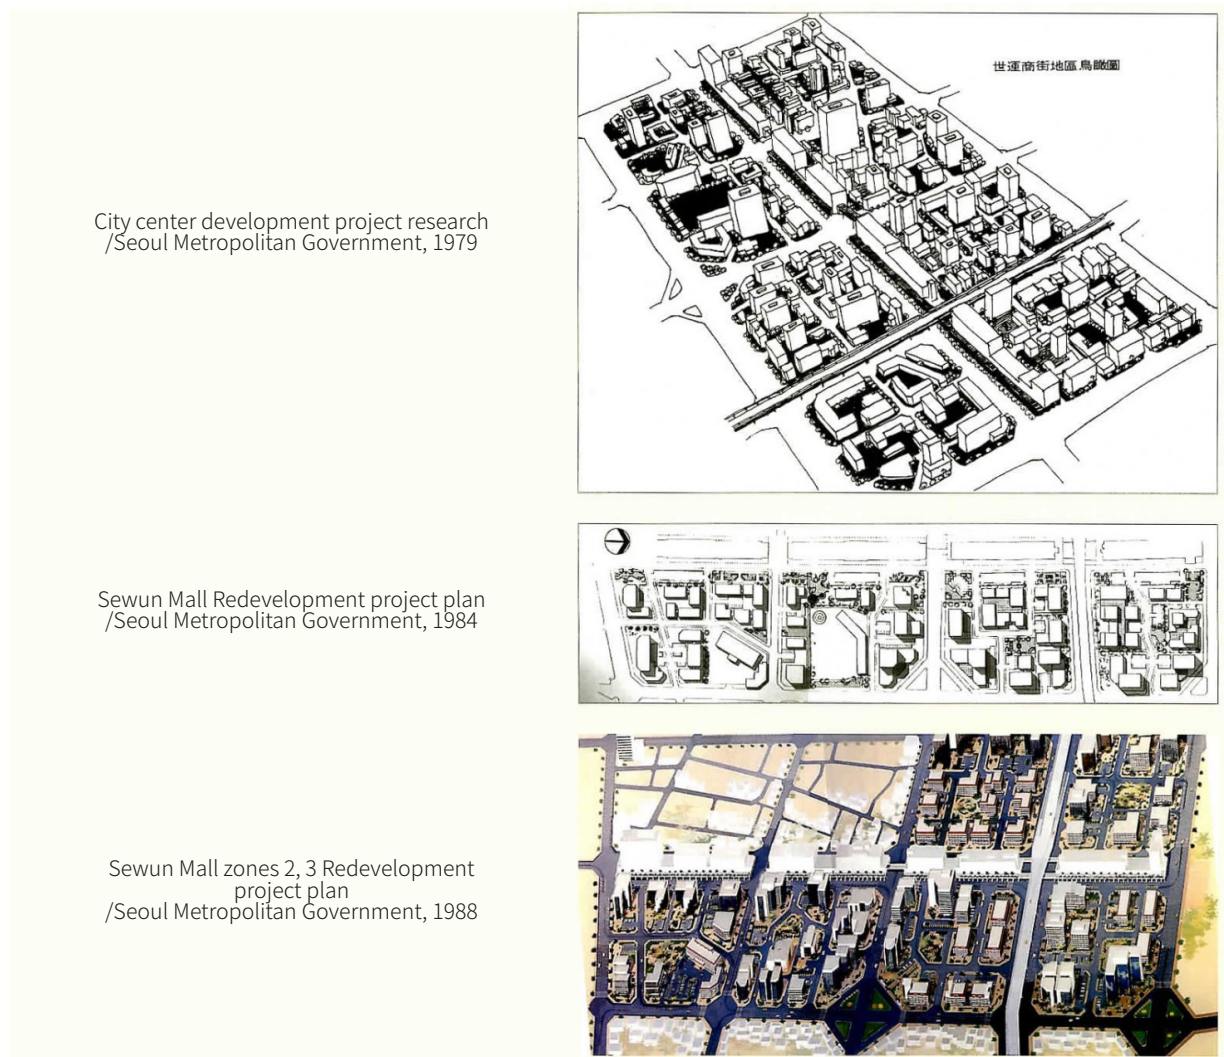 世運商街地區鳥瞰圖
City center development project research
/Seoul Metropolitan Government, 1979
Sewun Mall Redevelopment project plan
/Seoul Metropolitan Government, 1984
Sewun Mall zones 2, 3 Redevelopment
project plan
/Seoul Metropolitan Government, 1988